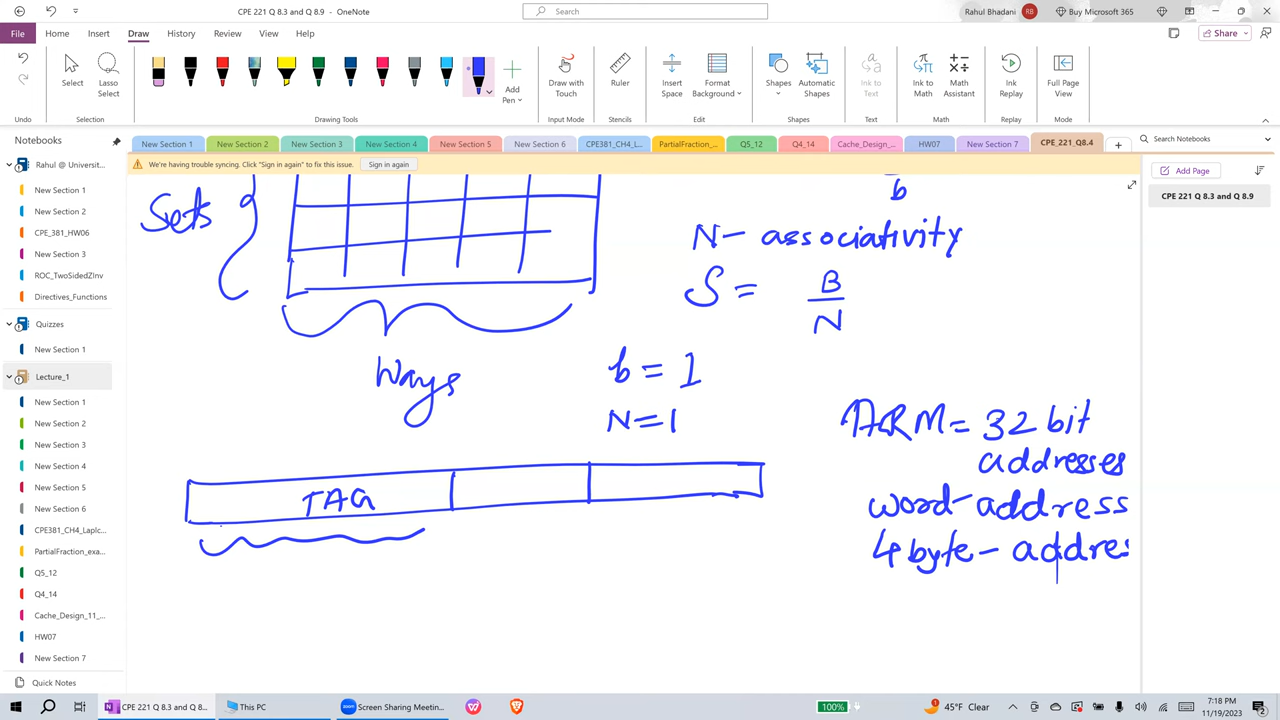 CPE 221 Q 8.3 and Q 8.9 - OneNote
Search
Rahul Bhadani
RB
Buy Microsoft 365
File
Home
Insert
Draw
History
Review
View
Help
Share
Select
Lasso Select
Add Pen
Draw with Touch
Ruler
Insert Space
Format Background
Shapes
Automatic Shapes
Ink to Text
Ink to Math
Math Assistant
Ink Replay
Full Page View
Undo
Selection
Drawing Tools
Input Mode
Stencils
Edit
Shapes
Text
Math
Replay
View
Notebooks
New Section 1
New Section 2
New Section 3
New Section 4
New Section 5
New Section 6
CPE381_CH4_L...
PartialFraction_...
Q5_12
Q4_14
Cache_Design_...
HW07
New Section 7
CPE_221_Q8.4
Search Notebooks
We're having trouble syncing. Click "Sign in again" to fix this issue.
Sign in again
Add Page
CPE 221 Q 8.3 and Q 8.9
Rahul @ Universit...
New Section 1
New Section 2
CPE_381_HW06
New Section 3
ROC_TwoSidedZInv
Directives_Functions
Quizzes
New Section 1
Lecture_1
New Section 1
New Section 2
New Section 3
New Section 4
New Section 5
New Section 6
CPE381_CH4_Laplc...
PartialFraction_exa...
Q5_12
Q4_14
Cache_Design_11_...
HW07
New Section 7
Quick Notes
Sets
b
N - associativity
S = B
N
Ways
b = 1
N = 1
ARM = 32 bit
addresses
word-address
4 byte - addres
TAG
CPE 221 Q 8.3 and Q 8...
This PC
Screen Sharing Meetin...
100%
45°F Clear
7:18 PM
11/19/2023
2